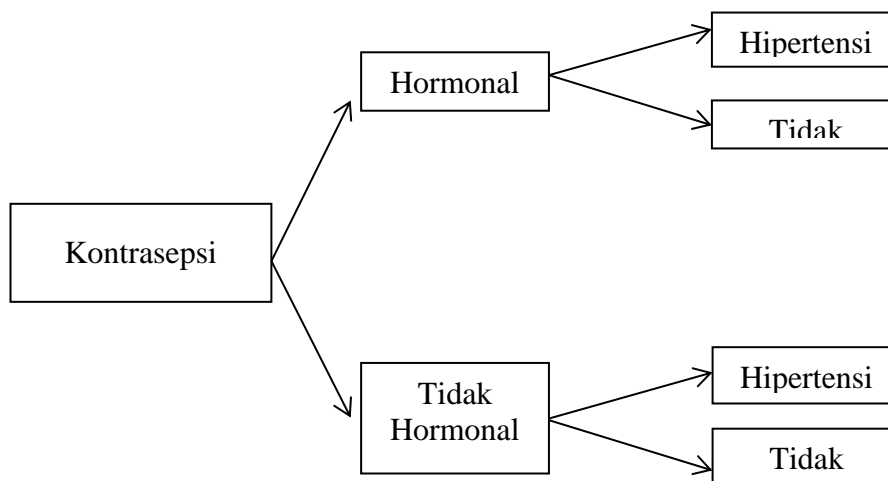 Hipertensi
Hormonal
Tidak
Kontrasepsi
Hipertensi
Tidak
Hormonal
Tidak